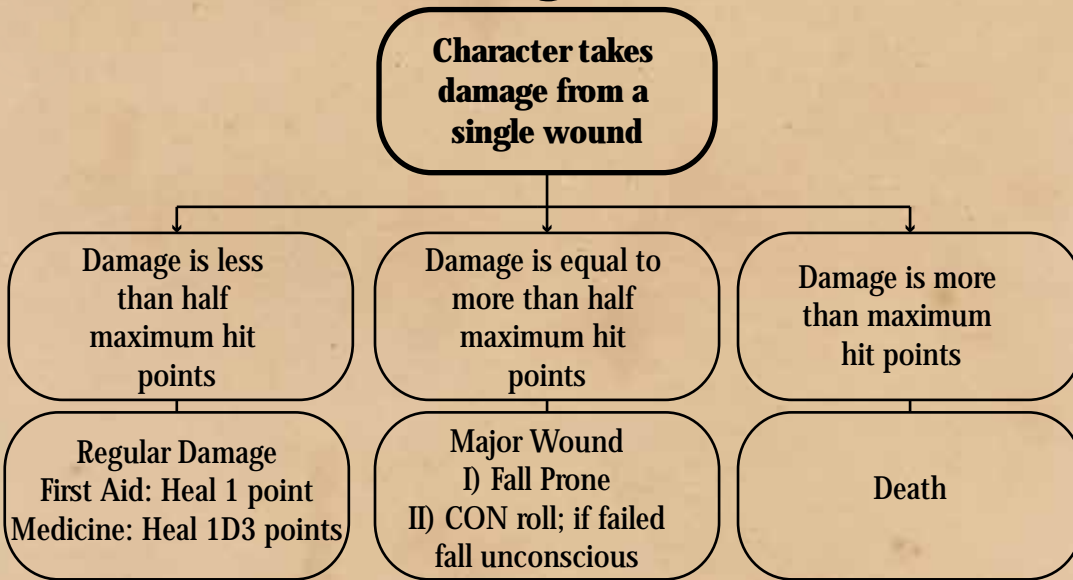 Character takes
damage from a
single wound
Damage is less
than half
maximum hit
points
Damage is equal to
more than half
maximum hit
points
Damage is more
than maximum
hit points
Regular Damage
First Aid: Heal 1 point
Medicine: Heal 1D3 points
Major Wound
I) Fall Prone
II) CON roll; if failed
fall unconscious
Death